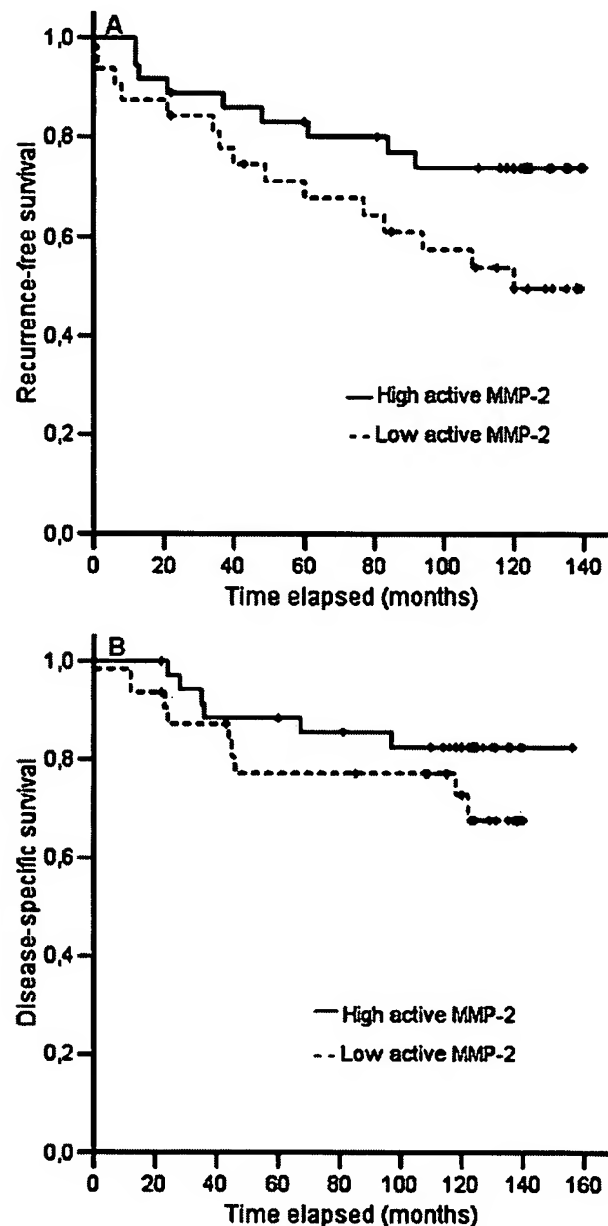 A
Recurrence-free survival
1,0
0,8
0,6
0,4
0,2
0,0
High active MMP-2
Low active MMP-2
0 20 40 60 80 100 120 140
Time elapsed (months)
B
Disease-specific survival
1,0
0,8
0,6
0,4
0,2
0,0
High active MMP-2
Low active MMP-2
0 20 40 60 80 100 120 140 160
Time elapsed (months)